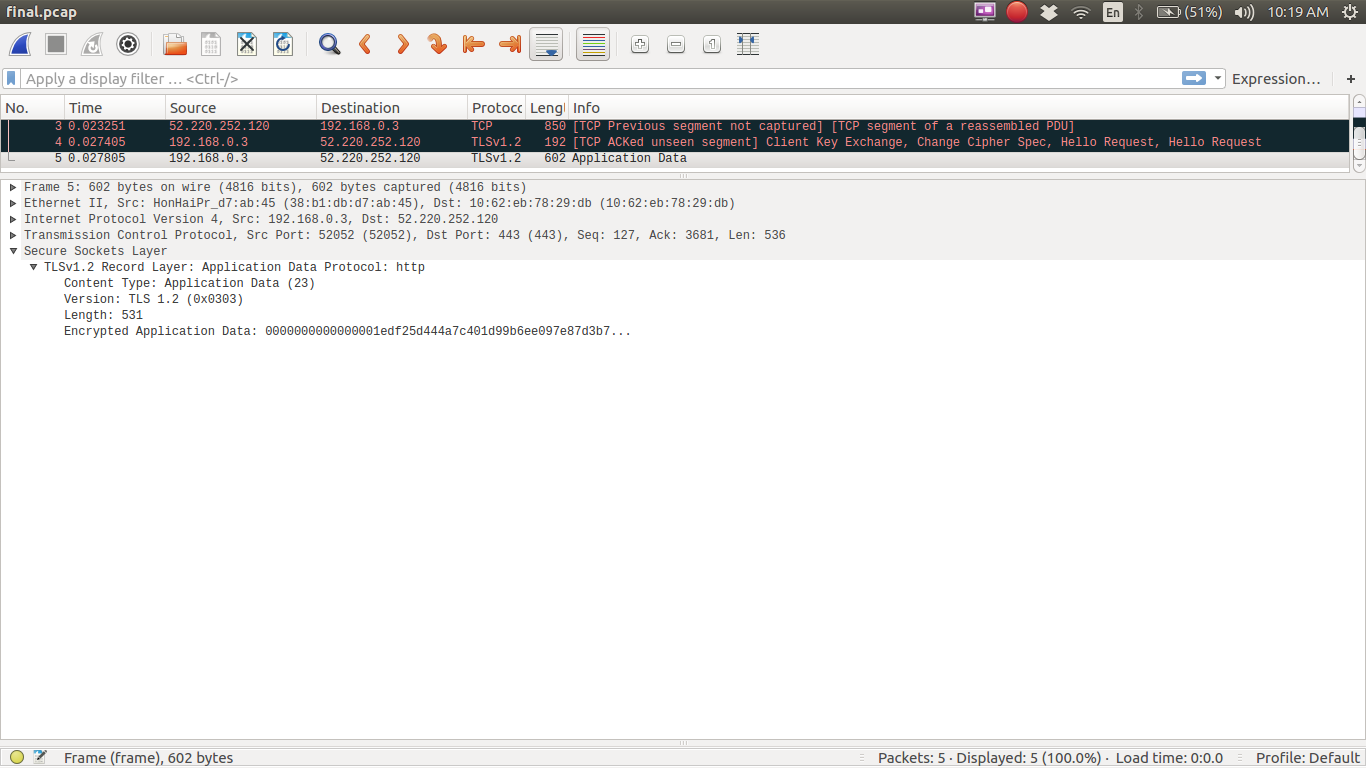 final.pcap En (51%) 10:19 AM
Apply a display filter … <Ctrl-/> Expression… +
No. Time Source Destination Protocc Lengt Info
3 0.023251 52.220.252.120 192.168.0.3 TCP 850 [TCP Previous segment not captured] [TCP segment of a reassembled PDU]
4 0.027405 192.168.0.3 52.220.252.120 TLSv1.2 192 [TCP ACKed unseen segment] Client Key Exchange, Change Cipher Spec, Hello Request, Hello Request
5 0.027805 192.168.0.3 52.220.252.120 TLSv1.2 602 Application Data
Frame 5: 602 bytes on wire (4816 bits), 602 bytes captured (4816 bits)
Ethernet II, Src: HonHaiPr_d7:ab:45 (38:b1:db:d7:ab:45), Dst: 10:62:eb:78:29:db (10:62:eb:78:29:db)
Internet Protocol Version 4, Src: 192.168.0.3, Dst: 52.220.252.120
Transmission Control Protocol, Src Port: 52052 (52052), Dst Port: 443 (443), Seq: 127, Ack: 3681, Len: 536
Secure Sockets Layer
TLSv1.2 Record Layer: Application Data Protocol: http
Content Type: Application Data (23)
Version: TLS 1.2 (0x0303)
Length: 531
Encrypted Application Data: 0000000000000001edf25d444a7c401d99b6ee097e87d3b7...
Frame (frame), 602 bytes Packets: 5 · Displayed: 5 (100.0%) · Load time: 0:0.0 Profile: Default